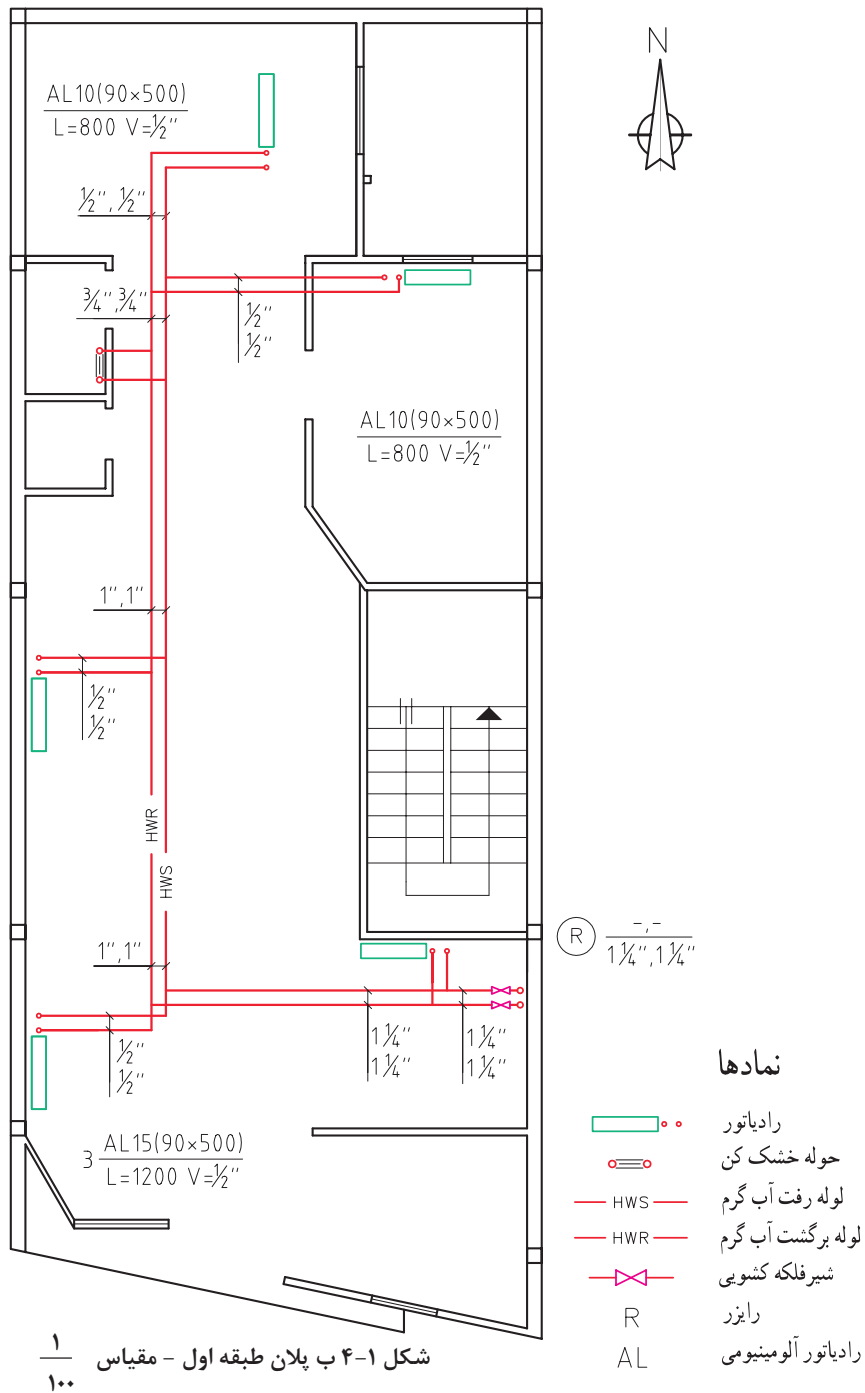 N
AL10(90×500)
L=800 V=½"
½", ½"
¾", ¾"
½"
½"
AL10(90×500)
L=800 V=½"
1", 1"
½"
½"
HWR
HWS
R
-,-
1¼", 1¼"
1", 1"
½"
½"
1¼"
1¼"
1¼"
1¼"
3 AL15(90×500)
L=1200 V=½"
نمادها
رادیاتور
حوله خشک کن
HWS لوله رفت آب گرم
HWR لوله برگشت آب گرم
شیرفلکه کشویی
R رایزر
AL رادیاتور آلومینیومی
شکل ۱-۴ ب پلان طبقه اول - مقیاس ۱/۱۰۰